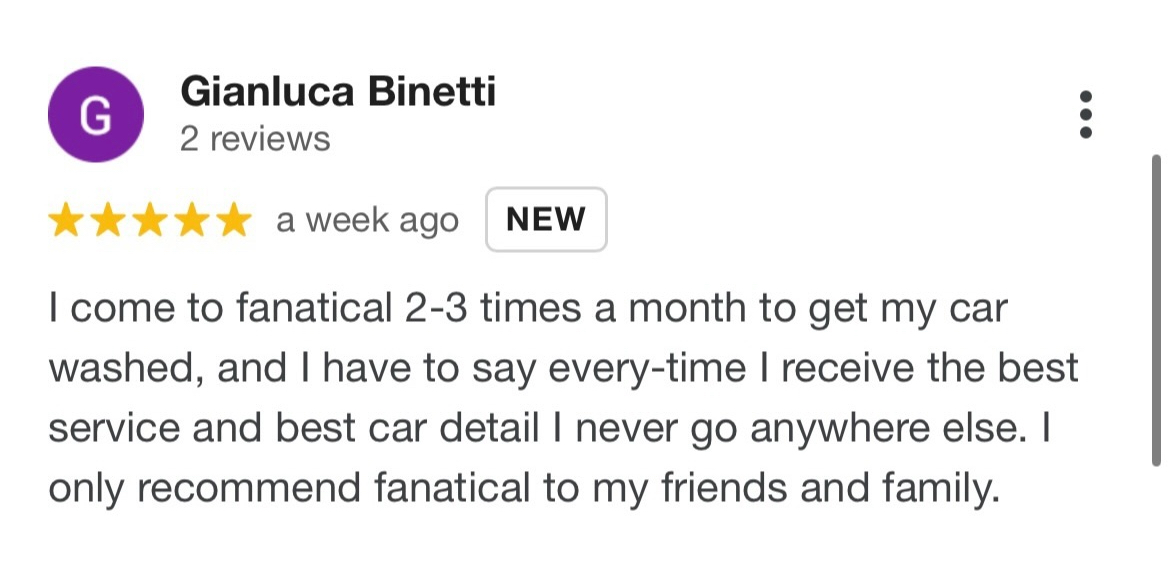 G
Gianluca Binetti
2 reviews
a week ago NEW
I come to fanatical 2-3 times a month to get my car
washed, and I have to say every-time I receive the best
service and best car detail I never go anywhere else. I
only recommend fanatical to my friends and family.